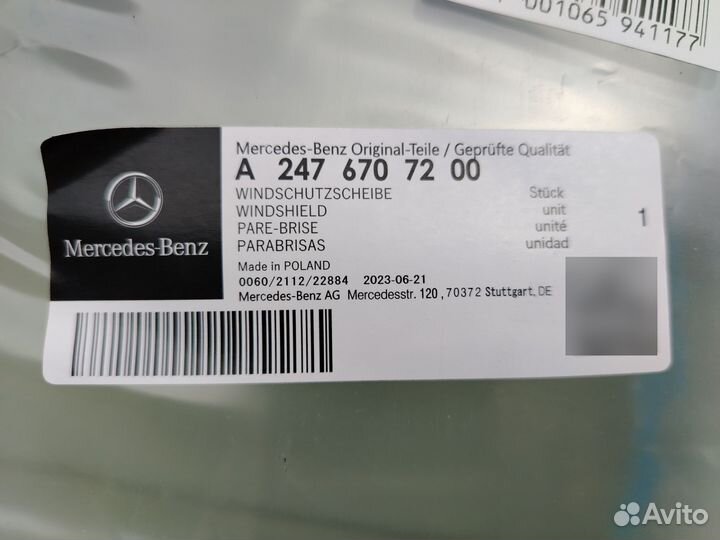 001065 941177
Mercedes-Benz Original-Teile / Geprüfte Qualität
A 247 670 72 00
WINDSCHUTZSCHEIBE Stück
WINDSHIELD unit 1
PARE-BRISE unité
PARABRISAS unidad
Mercedes-Benz
Made in POLAND
0060/2112/22884 2023-06-21
Mercedes-Benz AG Mercedesstr. 120, 70372 Stuttgart, DE
Avito